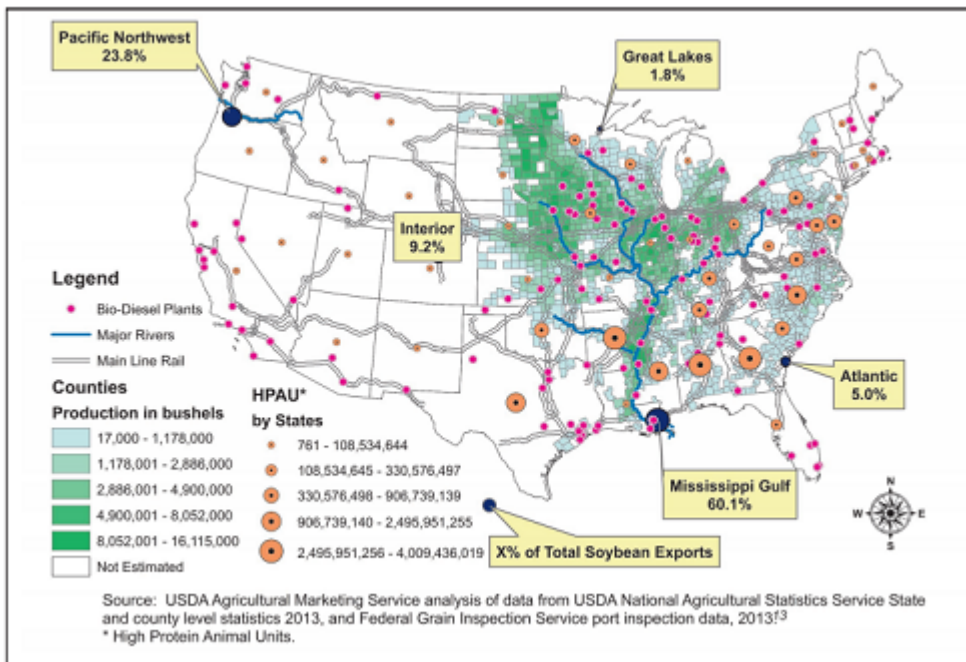 Pacific Northwest
23.8%
Great Lakes
1.8%
Interior
9.2%
Legend
Bio-Diesel Plants
Major Rivers
Main Line Rail
Counties
Production in bushels
17,000 - 1,178,000
1,178,001 - 2,886,000
2,886,001 - 4,900,000
4,900,001 - 8,052,000
8,052,001 - 16,115,000
Not Estimated
HPAU*
by States
761 - 108,534,644
108,534,645 - 330,576,497
330,576,498 - 906,739,139
906,739,140 - 2,495,951,255
2,495,951,256 - 4,009,436,019
X% of Total Soybean Exports
Atlantic
5.0%
Mississippi Gulf
60.1%
N
W E
S
Source: USDA Agricultural Marketing Service analysis of data from USDA National Agricultural Statistics Service State
and county level statistics 2013, and Federal Grain Inspection Service port inspection data, 2013.
* High Protein Animal Units.